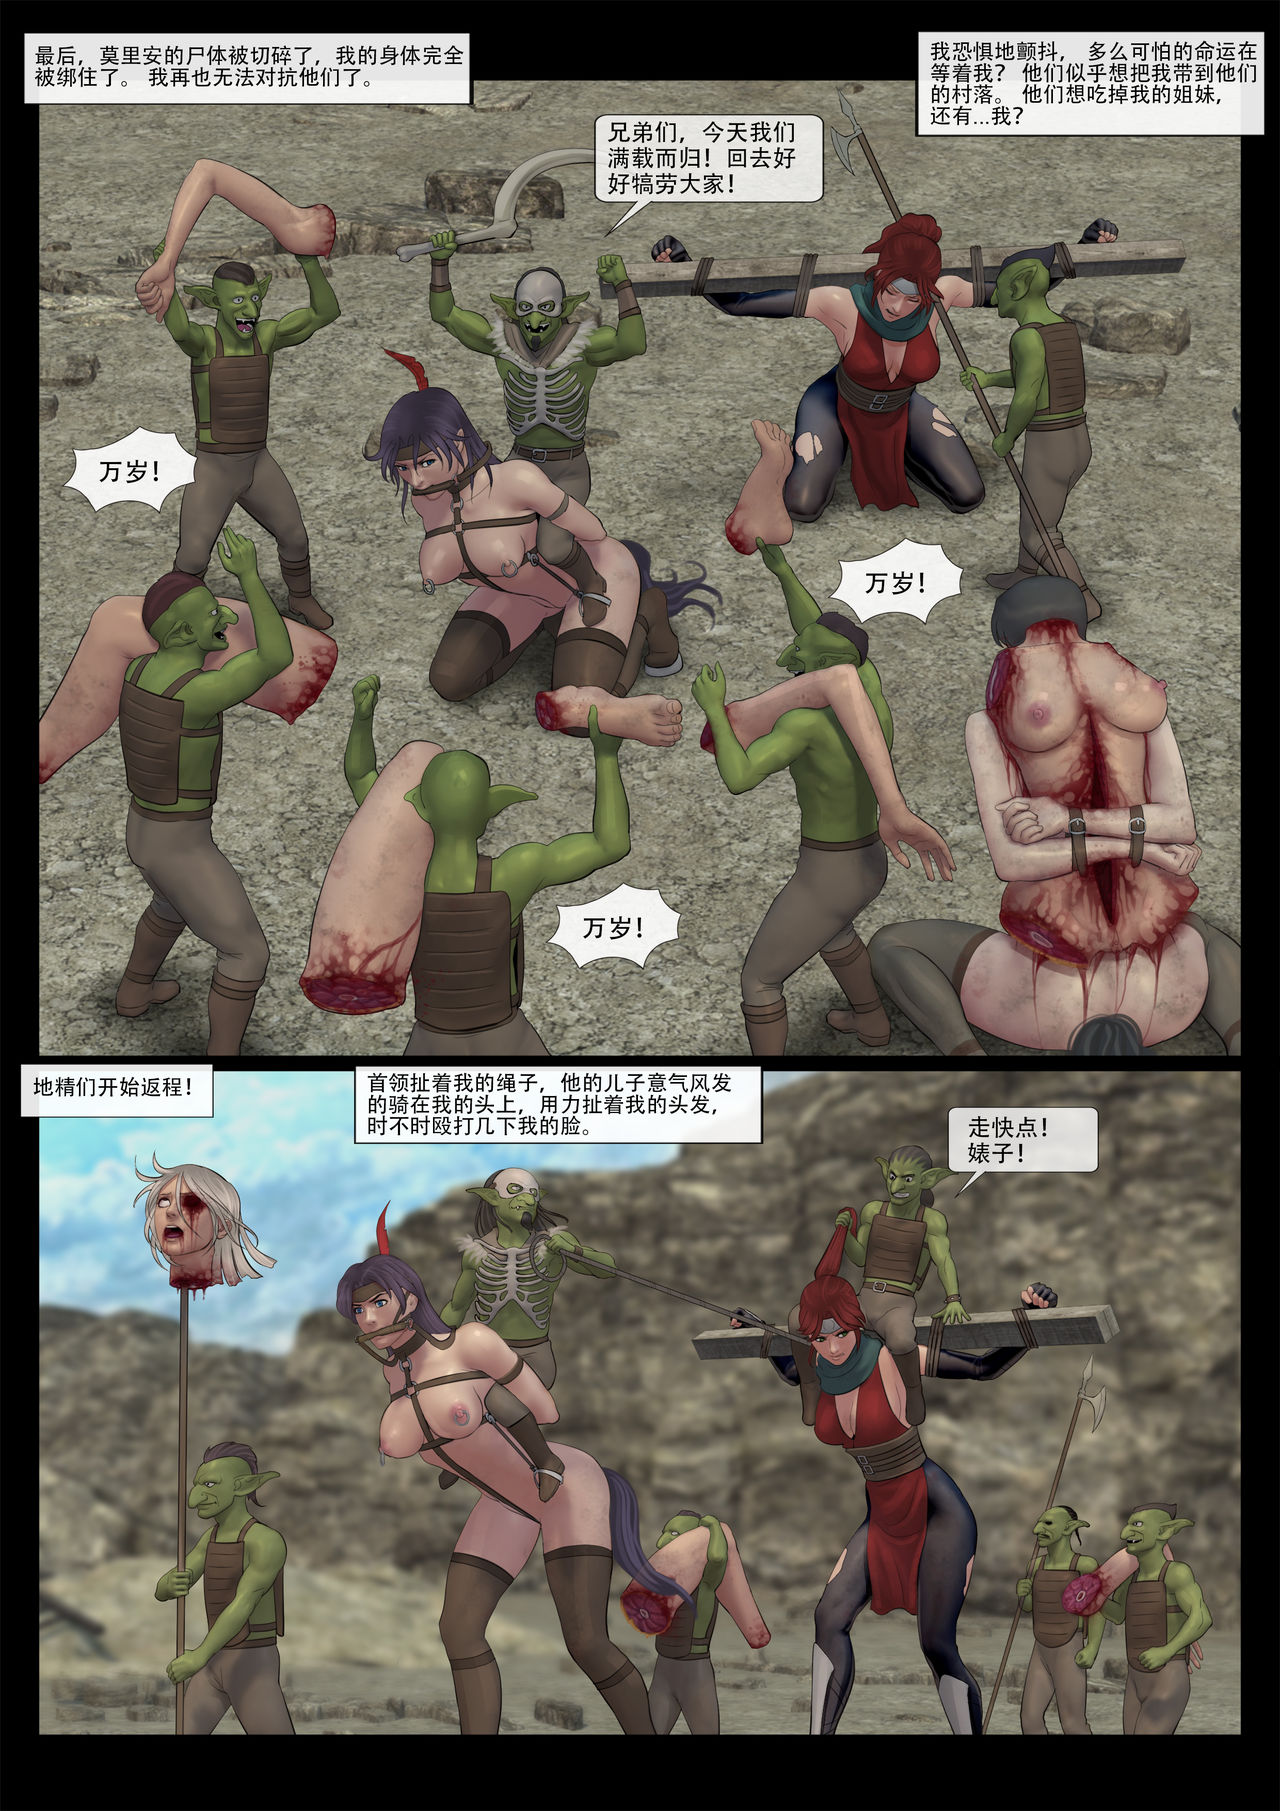 最后，莫里安的尸体被切碎了，我的身体完全
被绑住了。 我再也无法对抗他们了。
我恐惧地颤抖， 多么可怕的命运在
等着我？ 他们似乎想把我带到他们
的村落。 他们想吃掉我的姐妹，
还有...我？
兄弟们，今天我们
满载而归！回去好
好犒劳大家！
万岁！
万岁！
万岁！
地精们开始返程！
首领扯着我的绳子，他的儿子意气风发
的骑在我的头上，用力扯着我的头发，
时不时殴打几下我的脸。
走快点！
婊子！